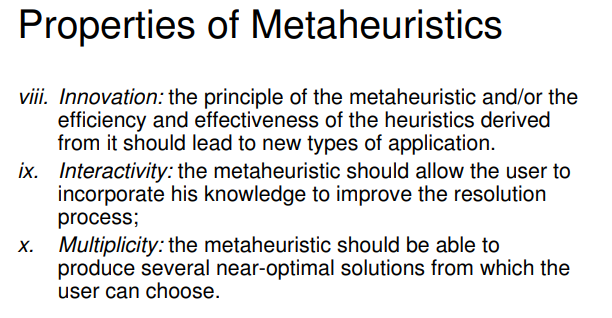 Properties of Metaheuristics
viii. Innovation: the principle of the metaheuristic and/or the
efficiency and effectiveness of the heuristics derived
from it should lead to new types of application.
ix. Interactivity: the metaheuristic should allow the user to
incorporate his knowledge to improve the resolution
process;
x. Multiplicity: the metaheuristic should be able to
produce several near-optimal solutions from which the
user can choose.